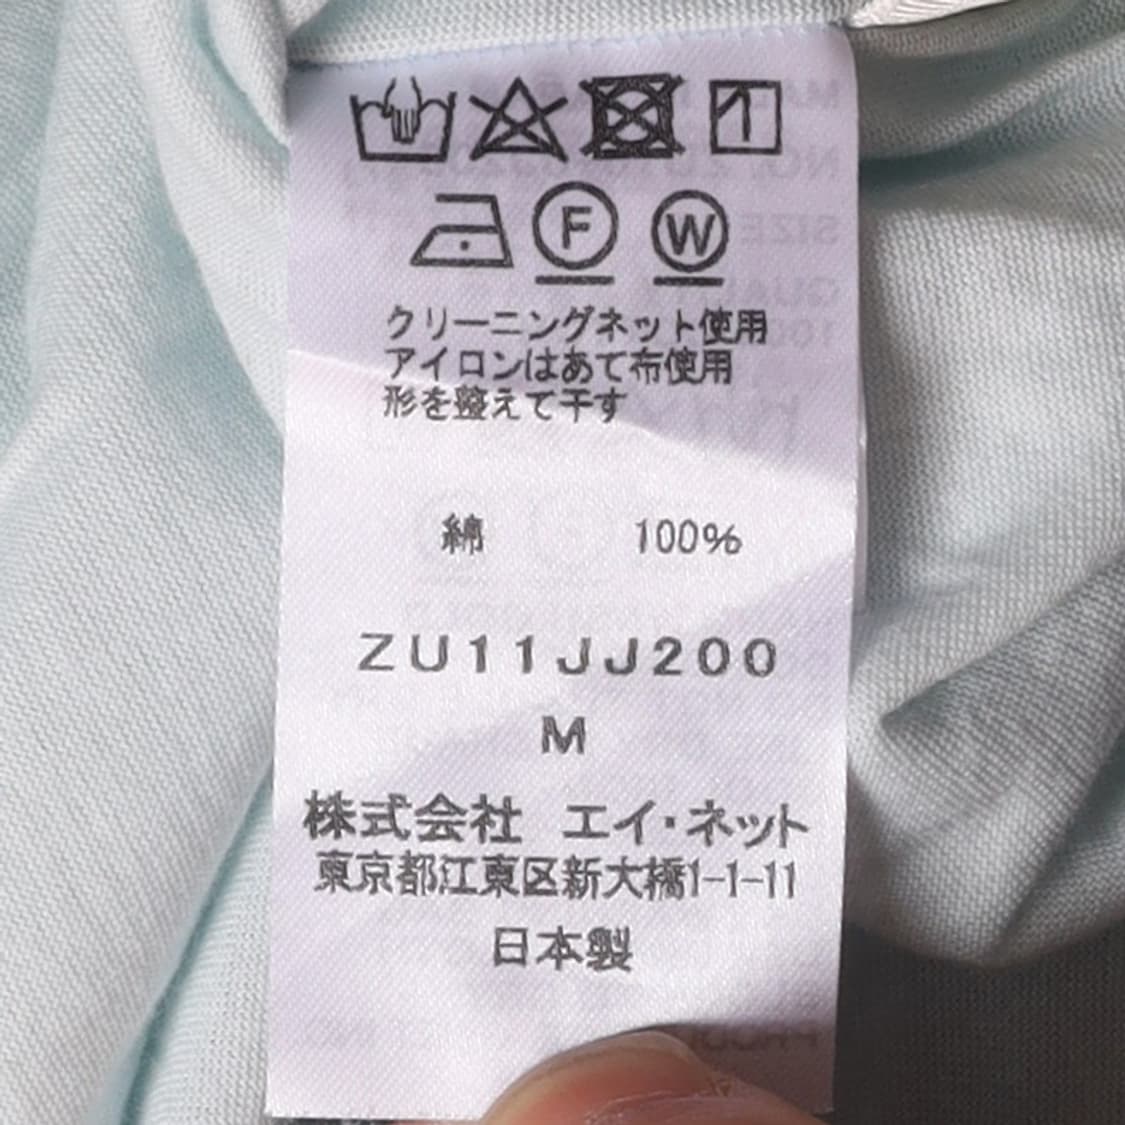 F W
クリーニングネット使用
アイロンはあて布使用
形を整えて干す
綿 100%
ZU11JJ200
M
株式会社 エイ・ネット
東京都江東区新大橋1-1-11
日本製